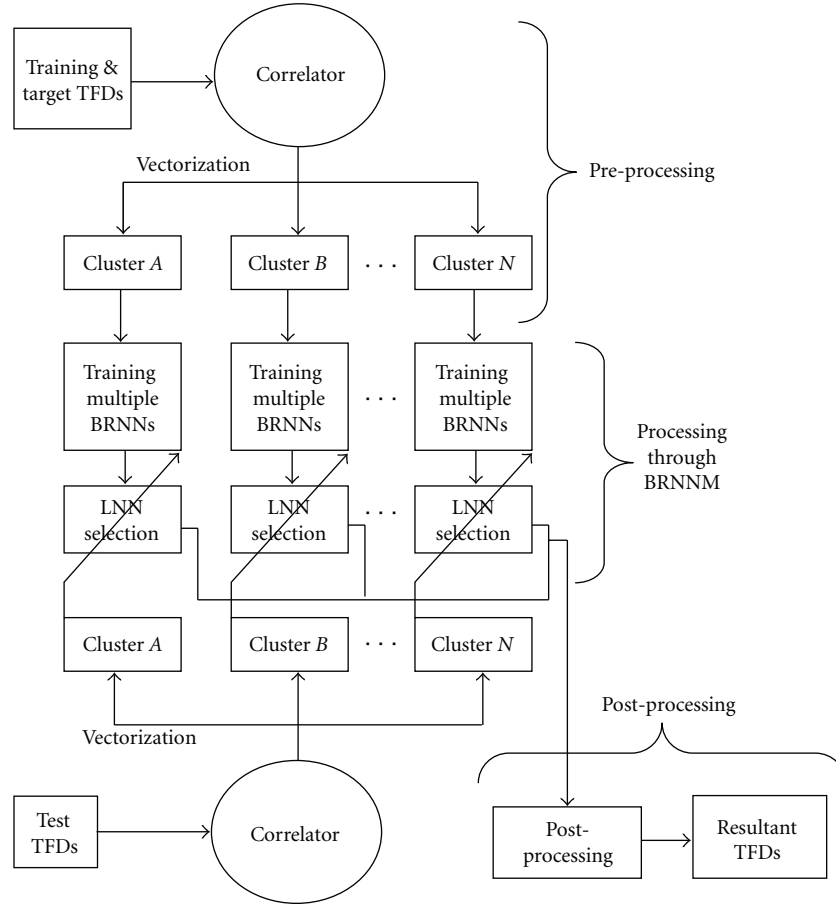 Training &
target TFDs
Correlator
Vectorization
Pre-processing
Cluster A
Cluster B
. . .
Cluster N
Training
multiple
BRNNs
Training
multiple
BRNNs
. . .
Training
multiple
BRNNs
Processing
through
BRNNM
LNN
selection
LNN
selection
. . .
LNN
selection
Cluster A
Cluster B
. . .
Cluster N
Vectorization
Post-processing
Test
TFDs
Correlator
Post-
processing
Resultant
TFDs